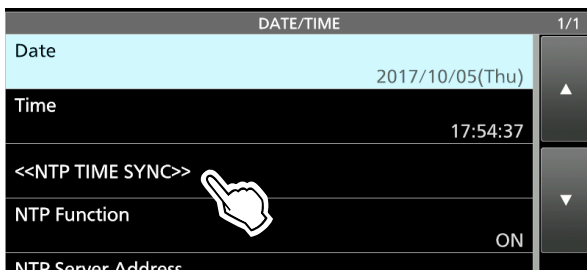 DATE/TIME 1/1
Date
2017/10/05(Thu)
Time
17:54:37
<<NTP TIME SYNC>>
NTP Function
ON
NTP Server Address